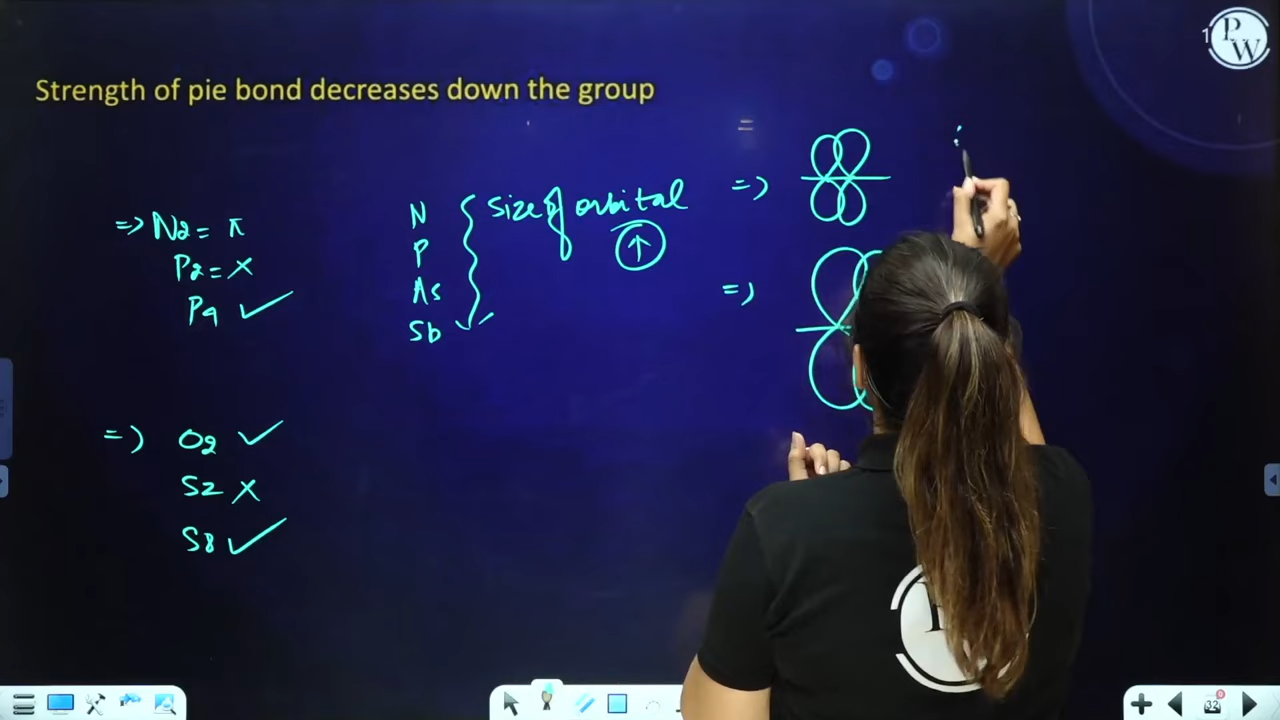 Strength of pie bond decreases down the group
=
=> N2 = π
P2 = X
P4 ✓
N
P
As
Sb
Size of orbital
↑
=>
=>
=> O2 ✓
S2 X
S8 ✓
P
W
32